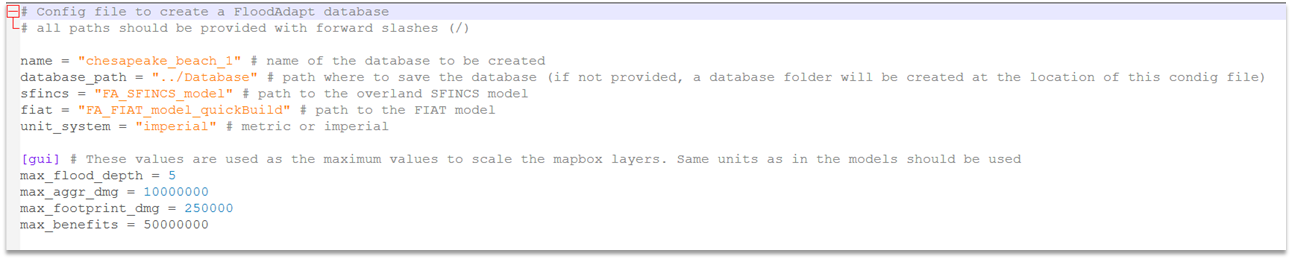 # Config file to create a FloodAdapt database
# all paths should be provided with forward slashes (/)
name = "chesapeake_beach_1" # name of the database to be created
database_path = "../Database" # path where to save the database (if not provided, a database folder will be created at the location of this condig file)
sfincs = "FA_SFINCS_model" # path to the overland SFINCS model
fiat = "FA_FIAT_model_quickBuild" # path to the FIAT model
unit_system = "imperial" # metric or imperial
[gui] # These values are used as the maximum values to scale the mapbox layers. Same units as in the models should be used
max_flood_depth = 5
max_aggr_dmg = 10000000
max_footprint_dmg = 250000
max_benefits = 50000000